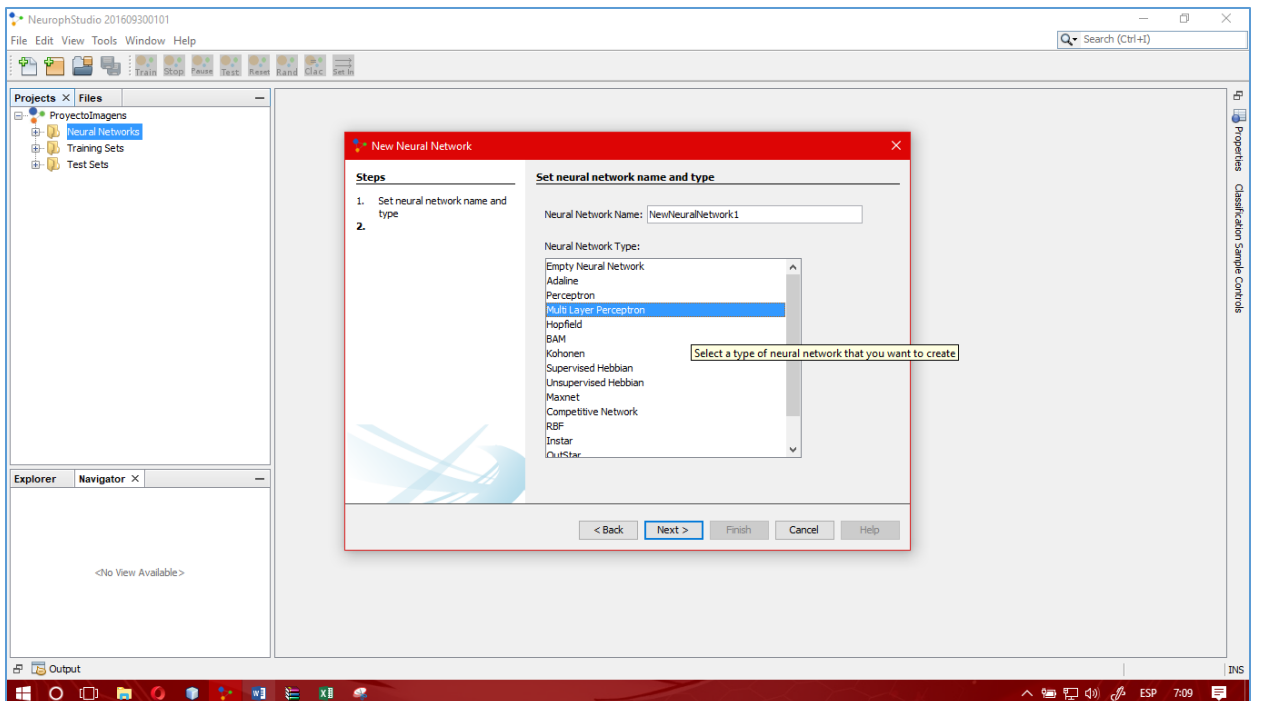 NeurophStudio 201609300101
File Edit View Tools Window Help
Search (Ctrl+I)
Train Stop Pause Test Reset Rand Clac Set In
Projects Files
ProyectoImagens
Neural Networks
Training Sets
Test Sets
New Neural Network
Steps
1. Set neural network name and
type
2.
Set neural network name and type
Neural Network Name: NewNeuralNetwork1
Neural Network Type:
Empty Neural Network
Adaline
Perceptron
Multi Layer Perceptron
Hopfield
BAM
Kohonen
Select a type of neural network that you want to create
Supervised Hebbian
Unsupervised Hebbian
Maxnet
Competitive Network
RBF
Instar
OutStar
< Back Next > Finish Cancel Help
Properties
Classification Sample Controls
Explorer Navigator
<No View Available>
Output
INS
ESP 7:09